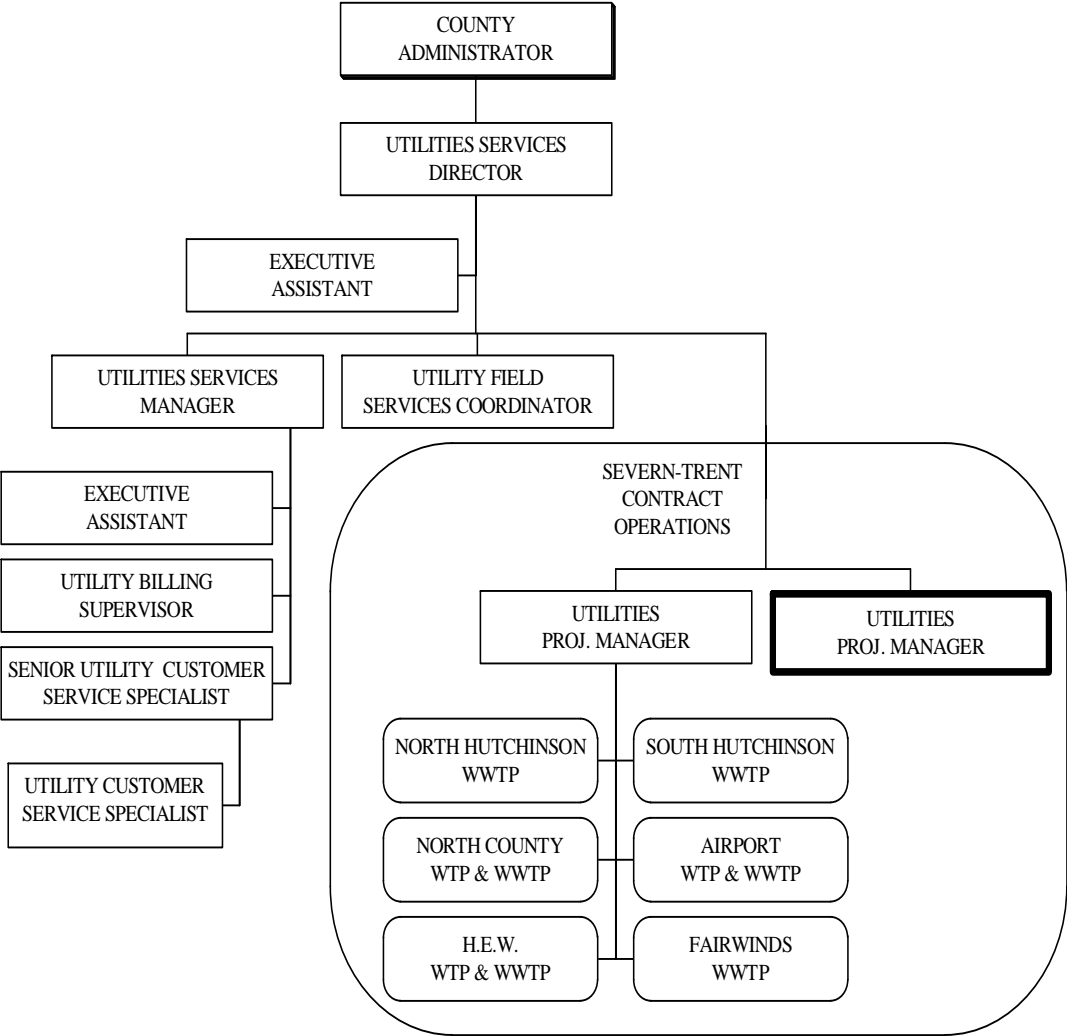 COUNTY
ADMINISTRATOR
UTILITIES SERVICES
DIRECTOR
EXECUTIVE
ASSISTANT
UTILITIES SERVICES
MANAGER
UTILITY FIELD
SERVICES COORDINATOR
EXECUTIVE
ASSISTANT
UTILITY BILLING
SUPERVISOR
SENIOR UTILITY CUSTOMER
SERVICE SPECIALIST
UTILITY CUSTOMER
SERVICE SPECIALIST
SEVERN-TRENT
CONTRACT
OPERATIONS
UTILITIES
PROJ. MANAGER
UTILITIES
PROJ. MANAGER
NORTH HUTCHINSON
WWTP
SOUTH HUTCHINSON
WWTP
NORTH COUNTY
WTP & WWTP
AIRPORT
WTP & WWTP
H.E.W.
WTP & WWTP
FAIRWINDS
WWTP